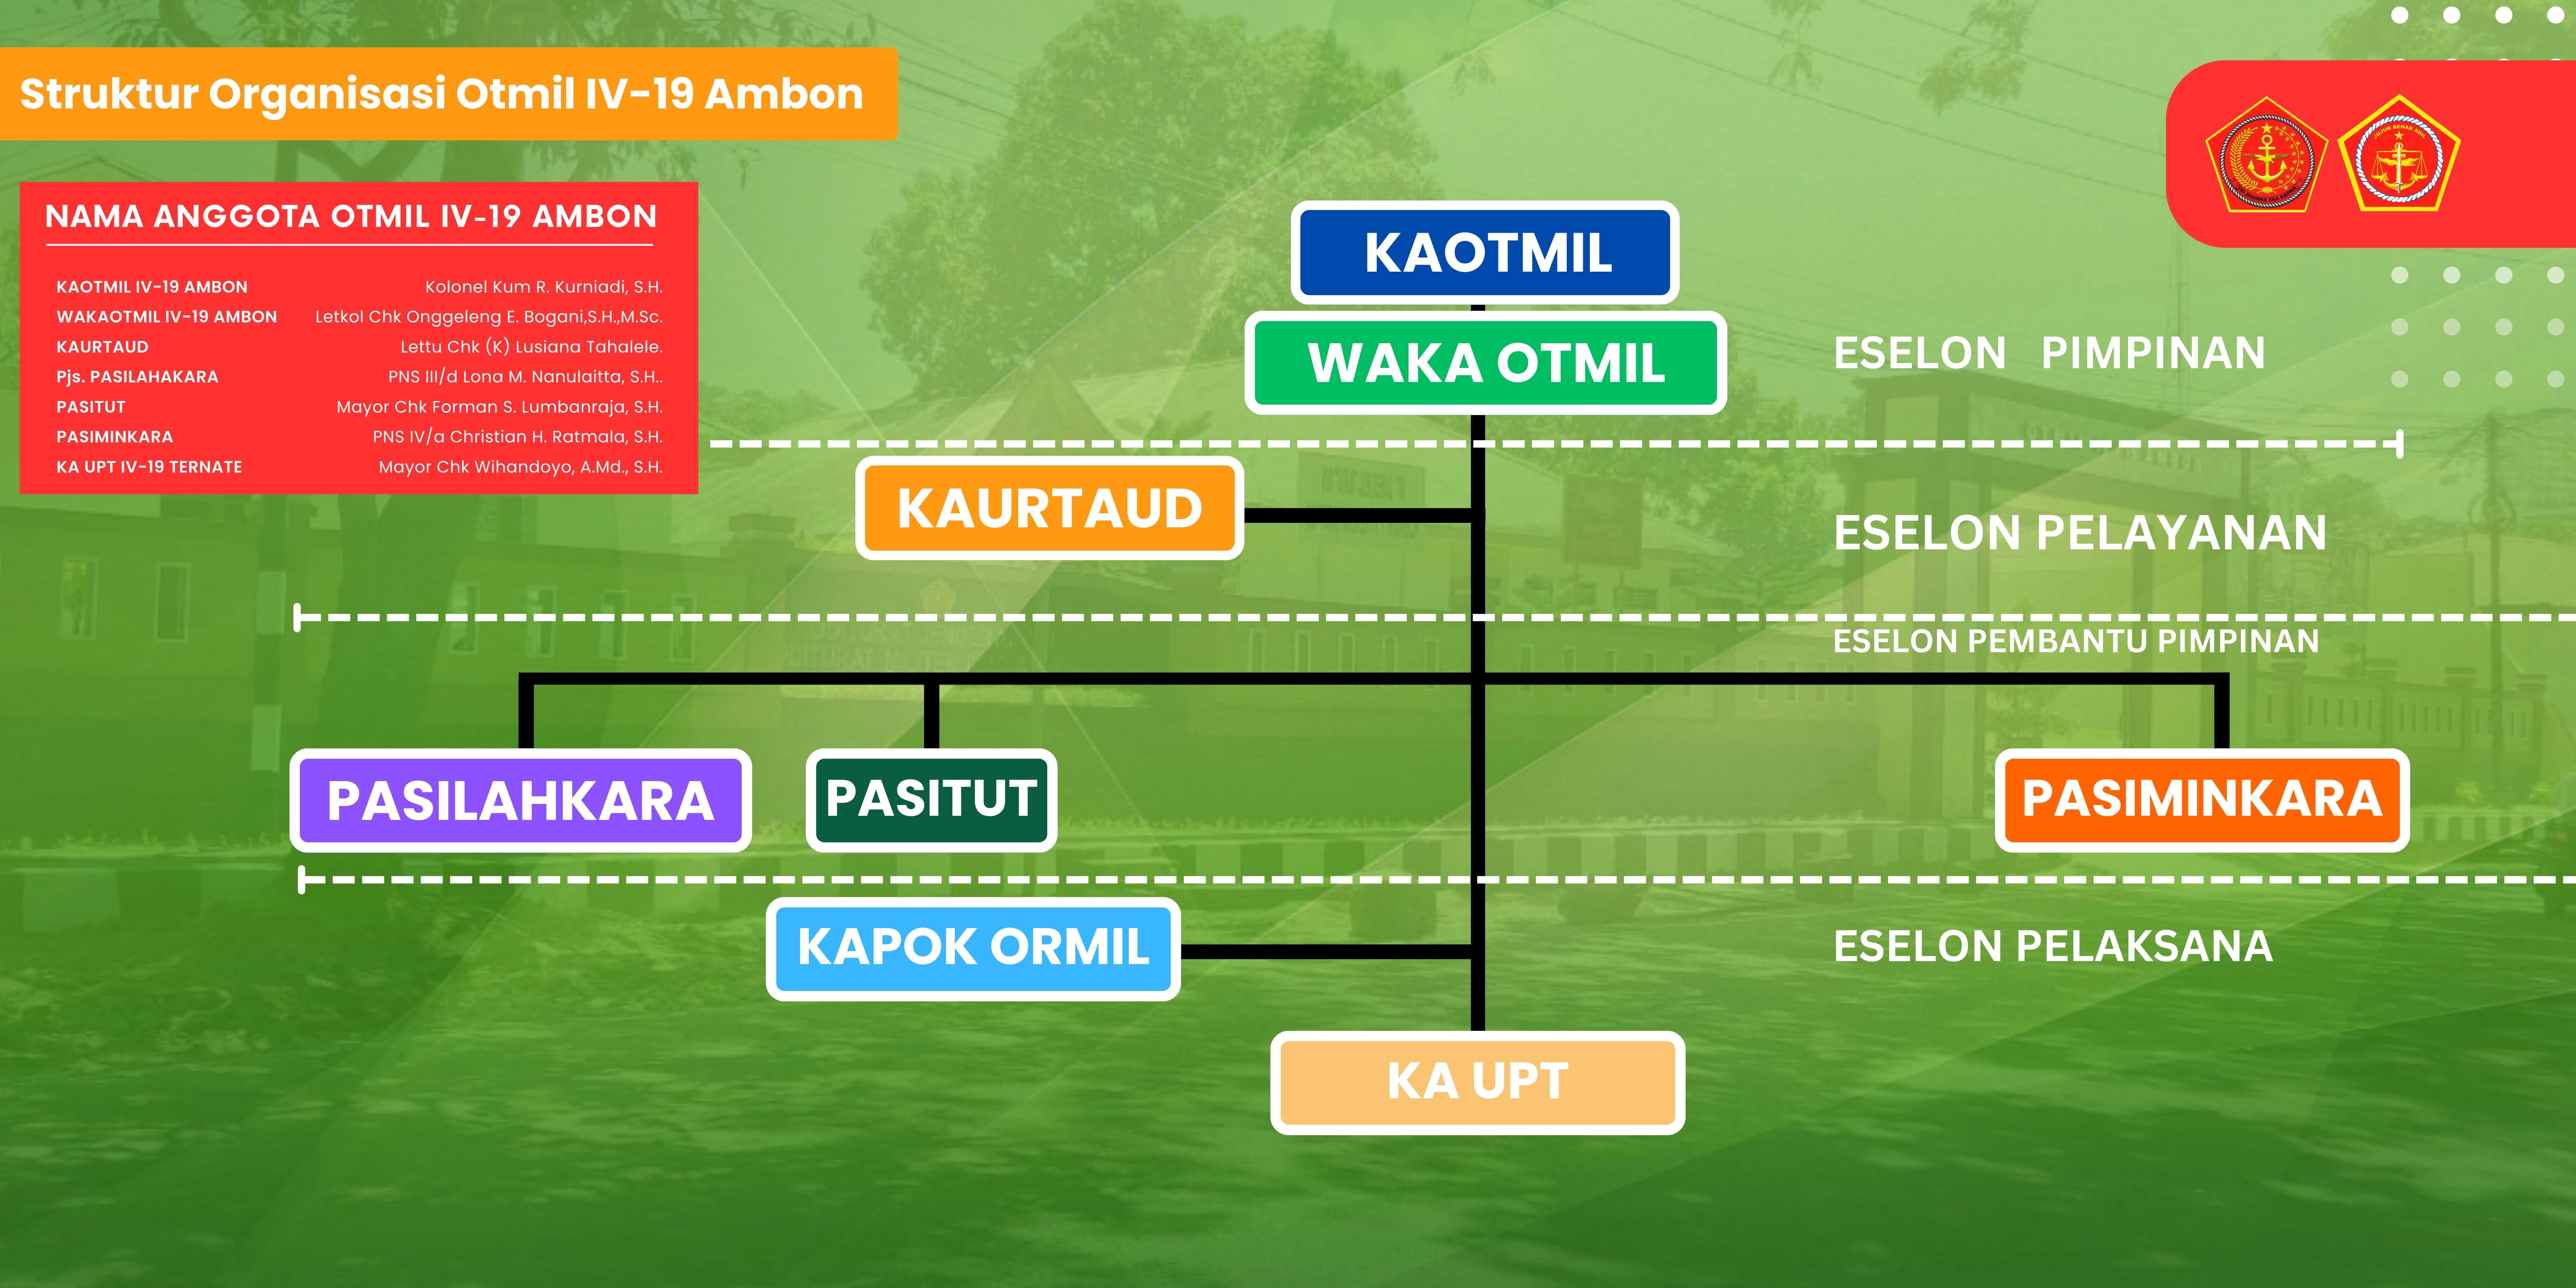 Struktur Organisasi Otmil IV-19 Ambon
NAMA ANGGOTA OTMIL IV-19 AMBON
KAOTMIL IV-19 AMBON Kolonel Kum R. Kurniadi, S.H.
WAKAOTMIL IV-19 AMBON Letkol Chk Onggeleng E. Bogani,S.H.,M.Sc.
KAURTAUD Lettu Chk (K) Lusiana Tahalele.
Pjs. PASILAHAKARA PNS III/d Lona M. Nanulaitta, S.H..
PASITUT Mayor Chk Forman S. Lumbanraja, S.H.
PASIMINKARA PNS IV/a Christian H. Ratmala, S.H.
KA UPT IV-19 TERNATE Mayor Chk Wihandoyo, A.Md., S.H.
JUJUR BENAR ADIL
KAOTMIL
WAKA OTMIL
ESELON PIMPINAN
KAURTAUD
ESELON PELAYANAN
ESELON PEMBANTU PIMPINAN
PASILAHKARA
PASITUT
PASIMINKARA
KAPOK ORMIL
ESELON PELAKSANA
KA UPT